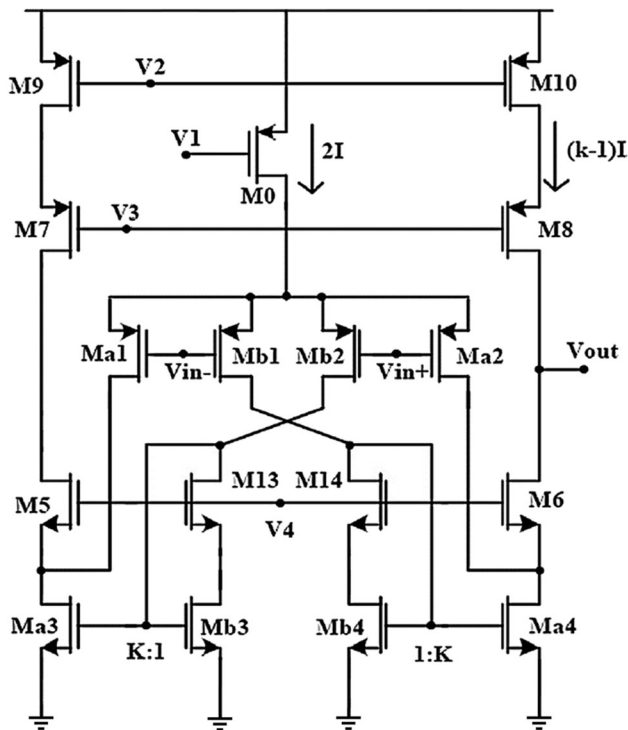 M9
V2
M10
V1
2I
(k-1)I
M0
M7
V3
M8
Ma1
Vin-
Mb1
Mb2
Vin+
Ma2
Vout
M5
M13
M14
M6
V4
Ma3
K:1
Mb3
Mb4
1:K
Ma4